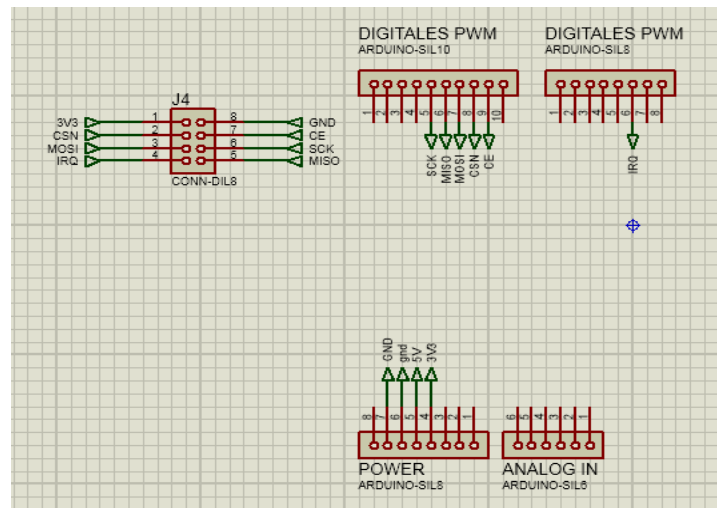 DIGITALES PWM
ARDUINO-SIL10
DIGITALES PWM
ARDUINO-SIL8
1 2 3 4 5 6 7 8 9 10
1 2 3 4 5 6 7 8
SCK
MISO
MOSI
CSN
CE
IRQ
J4
3V3 1 8 GND
CSN 2 7 CE
MOSI 3 6 SCK
IRQ 4 5 MISO
CONN-DIL8
GND
gnd
5V
3V3
8 7 6 5 4 3 2 1
6 5 4 3 2 1
POWER
ARDUINO-SIL8
ANALOG IN
ARDUINO-SIL6